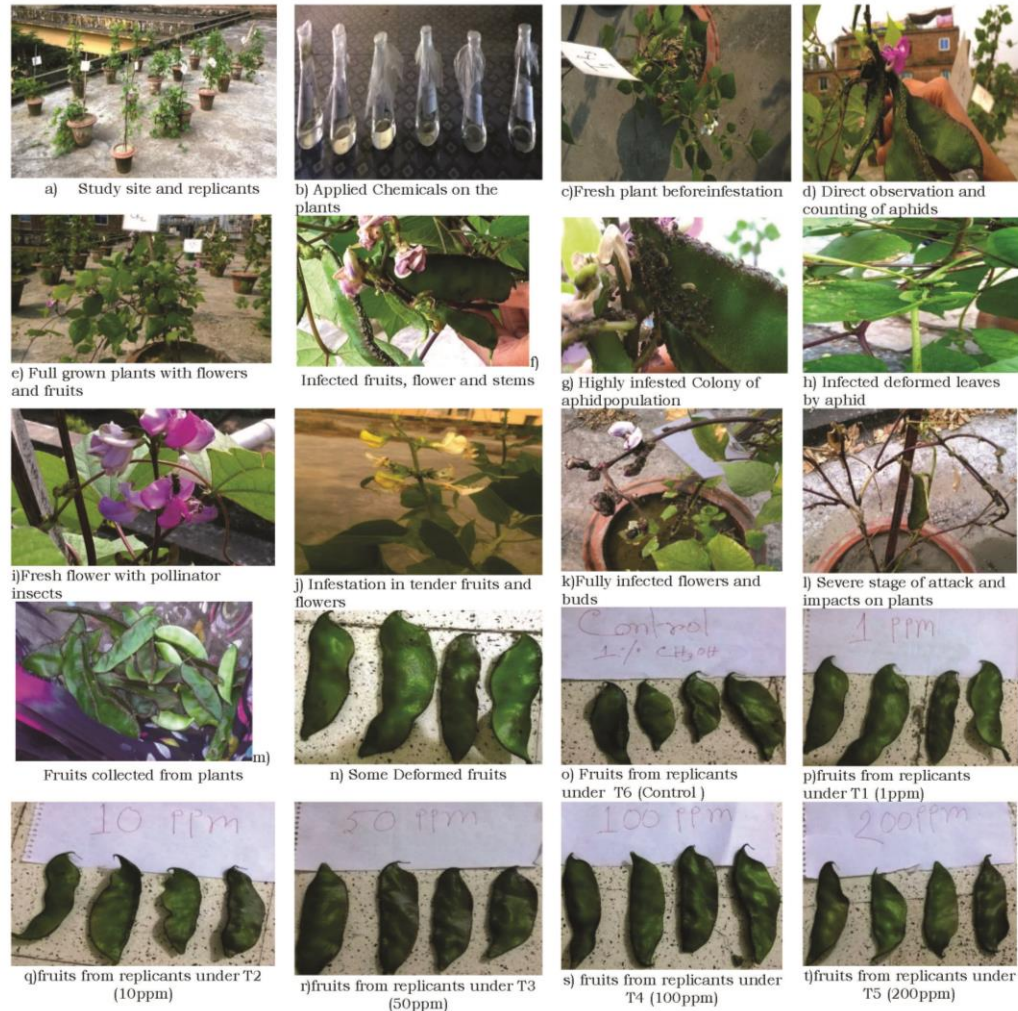 a) Study site and replicants
b) Applied Chemicals on the
plants
c)Fresh plant beforeinfestation
d) Direct observation and
counting of aphids
e) Full grown plants with flowers
and fruits
f)
Infected fruits, flower and stems
g) Highly infested Colony of
aphidpopulation
h) Infected deformed leaves
by aphid
i)Fresh flower with pollinator
insects
j) Infestation in tender fruits and
flowers
k)Fully infected flowers and
buds
l) Severe stage of attack and
impacts on plants
m)
Fruits collected from plants
n) Some Deformed fruits
Control
1% CH3OH
o) Fruits from replicants
under T6 (Control )
1 PPM
p)fruits from replicants
under T1 (1ppm)
10 PPm
q)fruits from replicants under T2
(10ppm)
50 PPm
r)fruits from replicants under T3
(50ppm)
100 PPm
s) fruits from replicants under
T4 (100ppm)
200PPm
t)fruits from replicants under
T5 (200ppm)